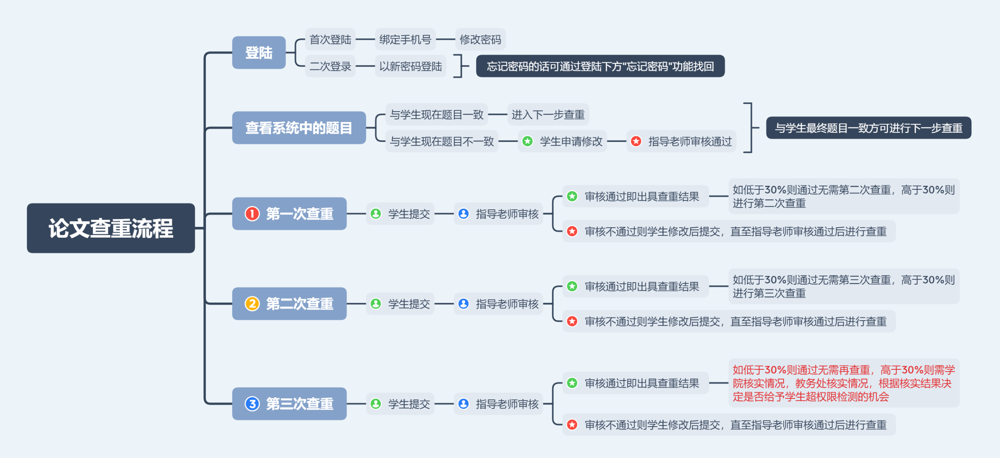 论文查重流程
登陆
首次登陆
绑定手机号
修改密码
二次登录
以新密码登陆
忘记密码的话可通过登陆下方“忘记密码"功能找回
查看系统中的题目
与学生现在题目一致
进入下一步查重
与学生现在题目不一致
学生申请修改
指导老师审核通过
与学生最终题目一致方可进行下一步查重
1 第一次查重
学生提交
指导老师审核
审核通过即出具查重结果
如低于30%则通过无需第二次查重，高于30%则
进行第二次查重
审核不通过则学生修改后提交，直至指导老师审核通过后进行查重
2 第二次查重
学生提交
指导老师审核
审核通过即出具查重结果
如低于30%则通过无需第三次查重，高于30%则
进行第三次查重
审核不通过则学生修改后提交，直至指导老师审核通过后进行查重
3 第三次查重
学生提交
指导老师审核
审核通过即出具查重结果
如低于30%则通过无需再查重，高于30%则需学
院核实情况，教务处核实情况，根据核实结果决
定是否给予学生超权限检测的机会
审核不通过则学生修改后提交，直至指导老师审核通过后进行查重